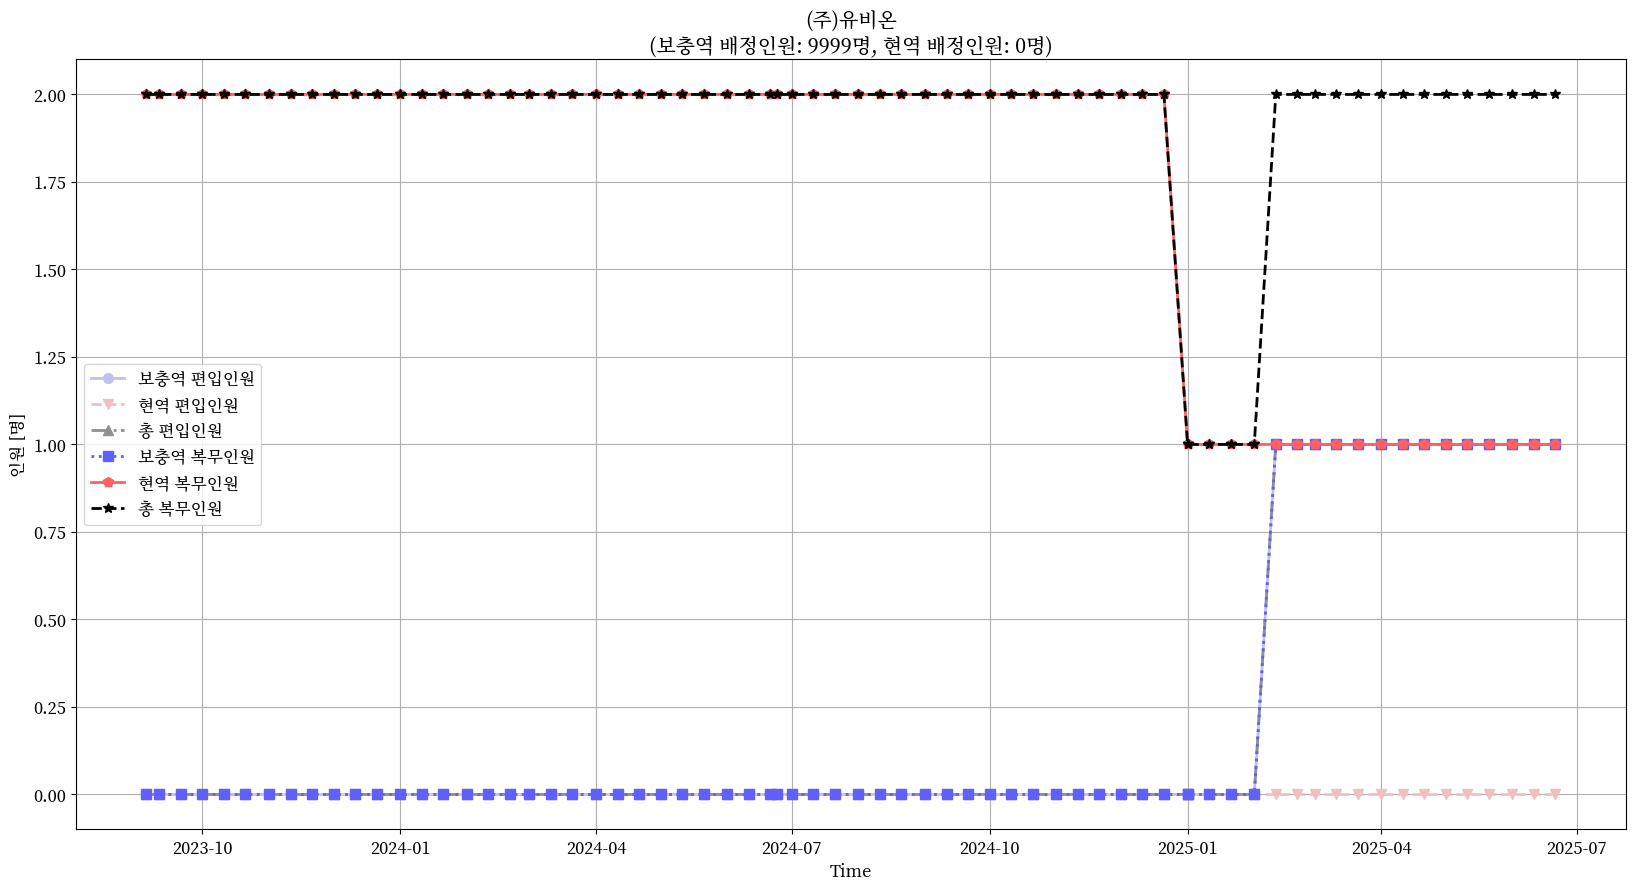 (주)유비온
(보충역 배정인원: 9999명, 현역 배정인원: 0명)
2.00
1.75
1.50
1.25
1.00
0.75
0.50
0.25
0.00
인원 [명]
보충역 편입인원
현역 편입인원
총 편입인원
보충역 복무인원
현역 복무인원
총 복무인원
2023-10
2024-01
2024-04
2024-07
2024-10
2025-01
2025-04
2025-07
Time